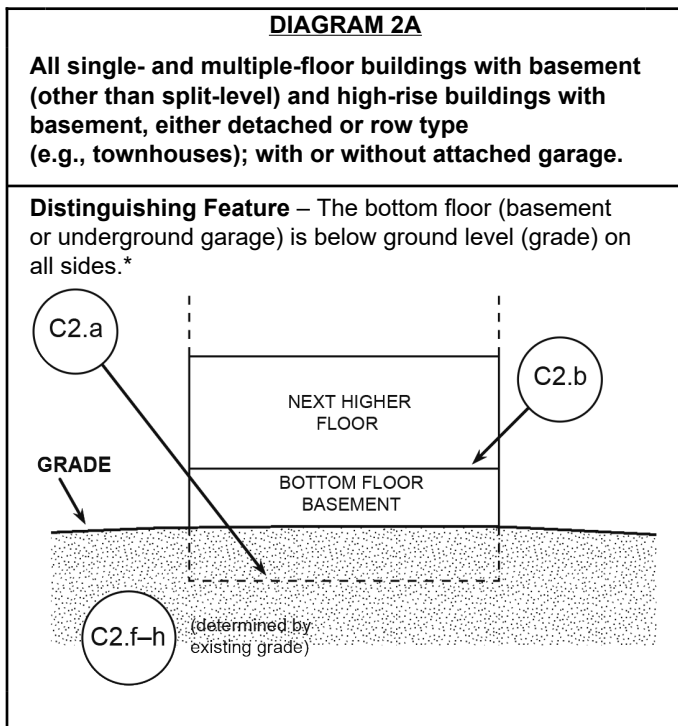 DIAGRAM 2A
All single- and multiple-floor buildings with basement
(other than split-level) and high-rise buildings with
basement, either detached or row type
(e.g., townhouses); with or without attached garage.
Distinguishing Feature – The bottom floor (basement
or underground garage) is below ground level (grade) on
all sides.*
C2.a
C2.b
NEXT HIGHER
FLOOR
GRADE
BOTTOM FLOOR
BASEMENT
C2.f–h
(determined by
existing grade)